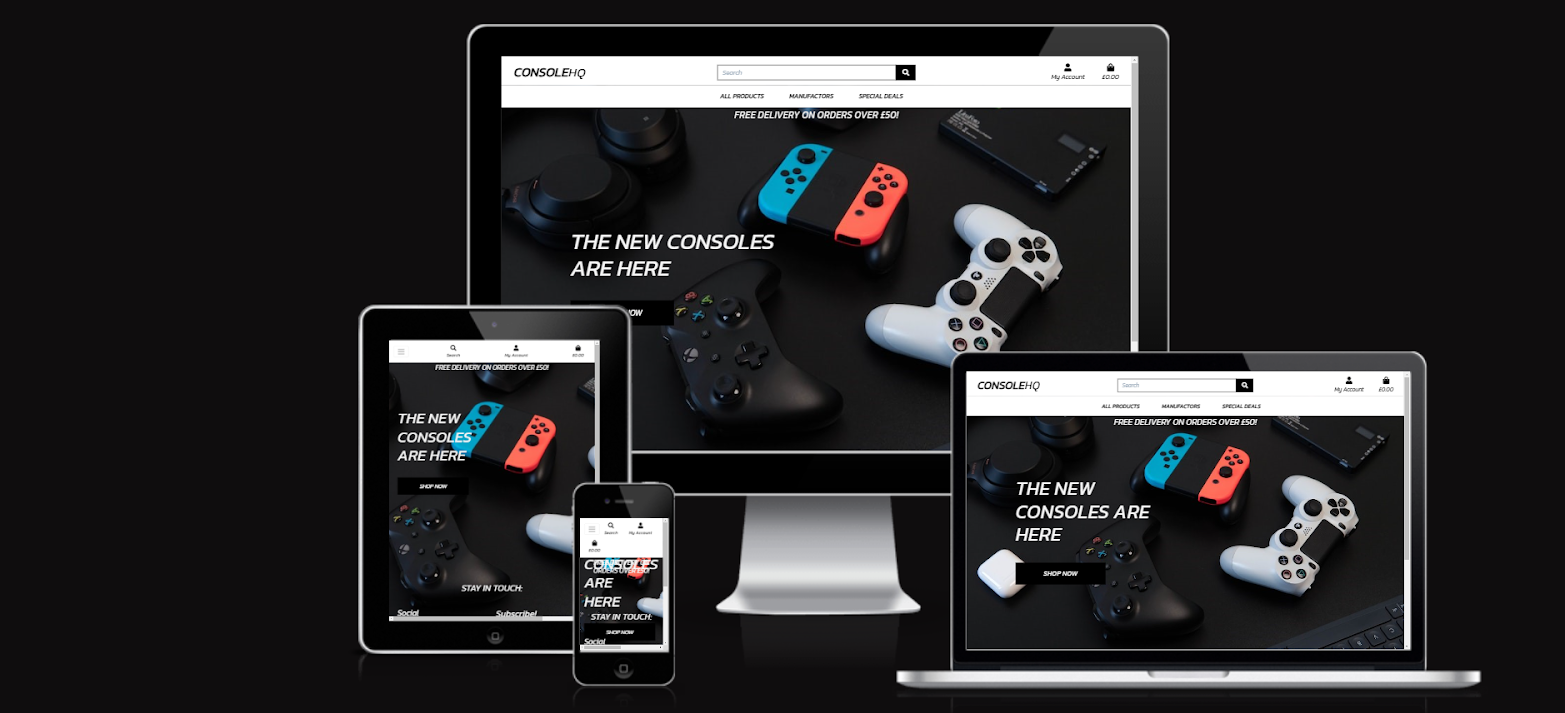 CONSOLEHQ
Search
My Account
£0.00
ALL PRODUCTS MANUFACTORS SPECIAL DEALS
FREE DELIVERY ON ORDERS OVER £50!
THE NEW CONSOLES
ARE HERE
NOW
Search
My Account
£0.00
FREE DELIVERY ON ORDERS OVER £50!
THE NEW
CONSOLES
ARE HERE
SHOP NOW
STAY IN TOUCH:
Social Subscribe!
Search
My Account
£0.00
CONSOLES
ORDERS OVER £50!
ARE
HERE
STAY IN TOUCH:
SHOP NOW
Social
CONSOLEHQ
Search
My Account
£0.00
ALL PRODUCTS MANUFACTORS SPECIAL DEALS
FREE DELIVERY ON ORDERS OVER £50!
THE NEW
CONSOLES ARE
HERE
SHOP NOW